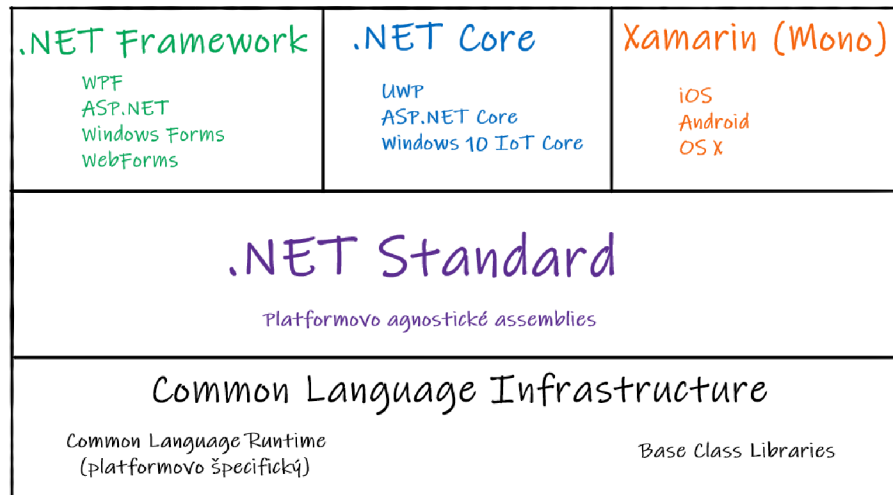 .NET Framework
WPF
ASP.NET
Windows Forms
WebForms
.NET Core
UWP
ASP.NET Core
Windows 10 IoT Core
Xamarin (Mono)
iOS
Android
OS X
.NET Standard
Platformovo agnostické assemblies
Common Language Infrastructure
Common Language Runtime
(platformovo špecifický)
Base Class Libraries